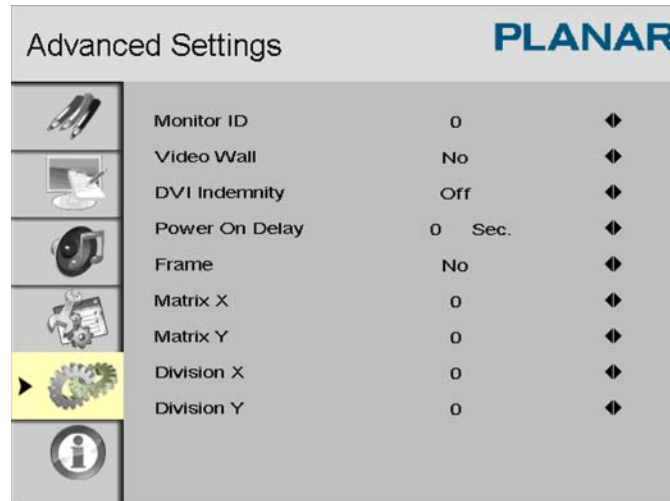 Advanced Settings
PLANAR
Monitor ID 0
Video Wall No
DVI Indemnity Off
Power On Delay 0 Sec.
Frame No
Matrix X 0
Matrix Y 0
Division X 0
Division Y 0